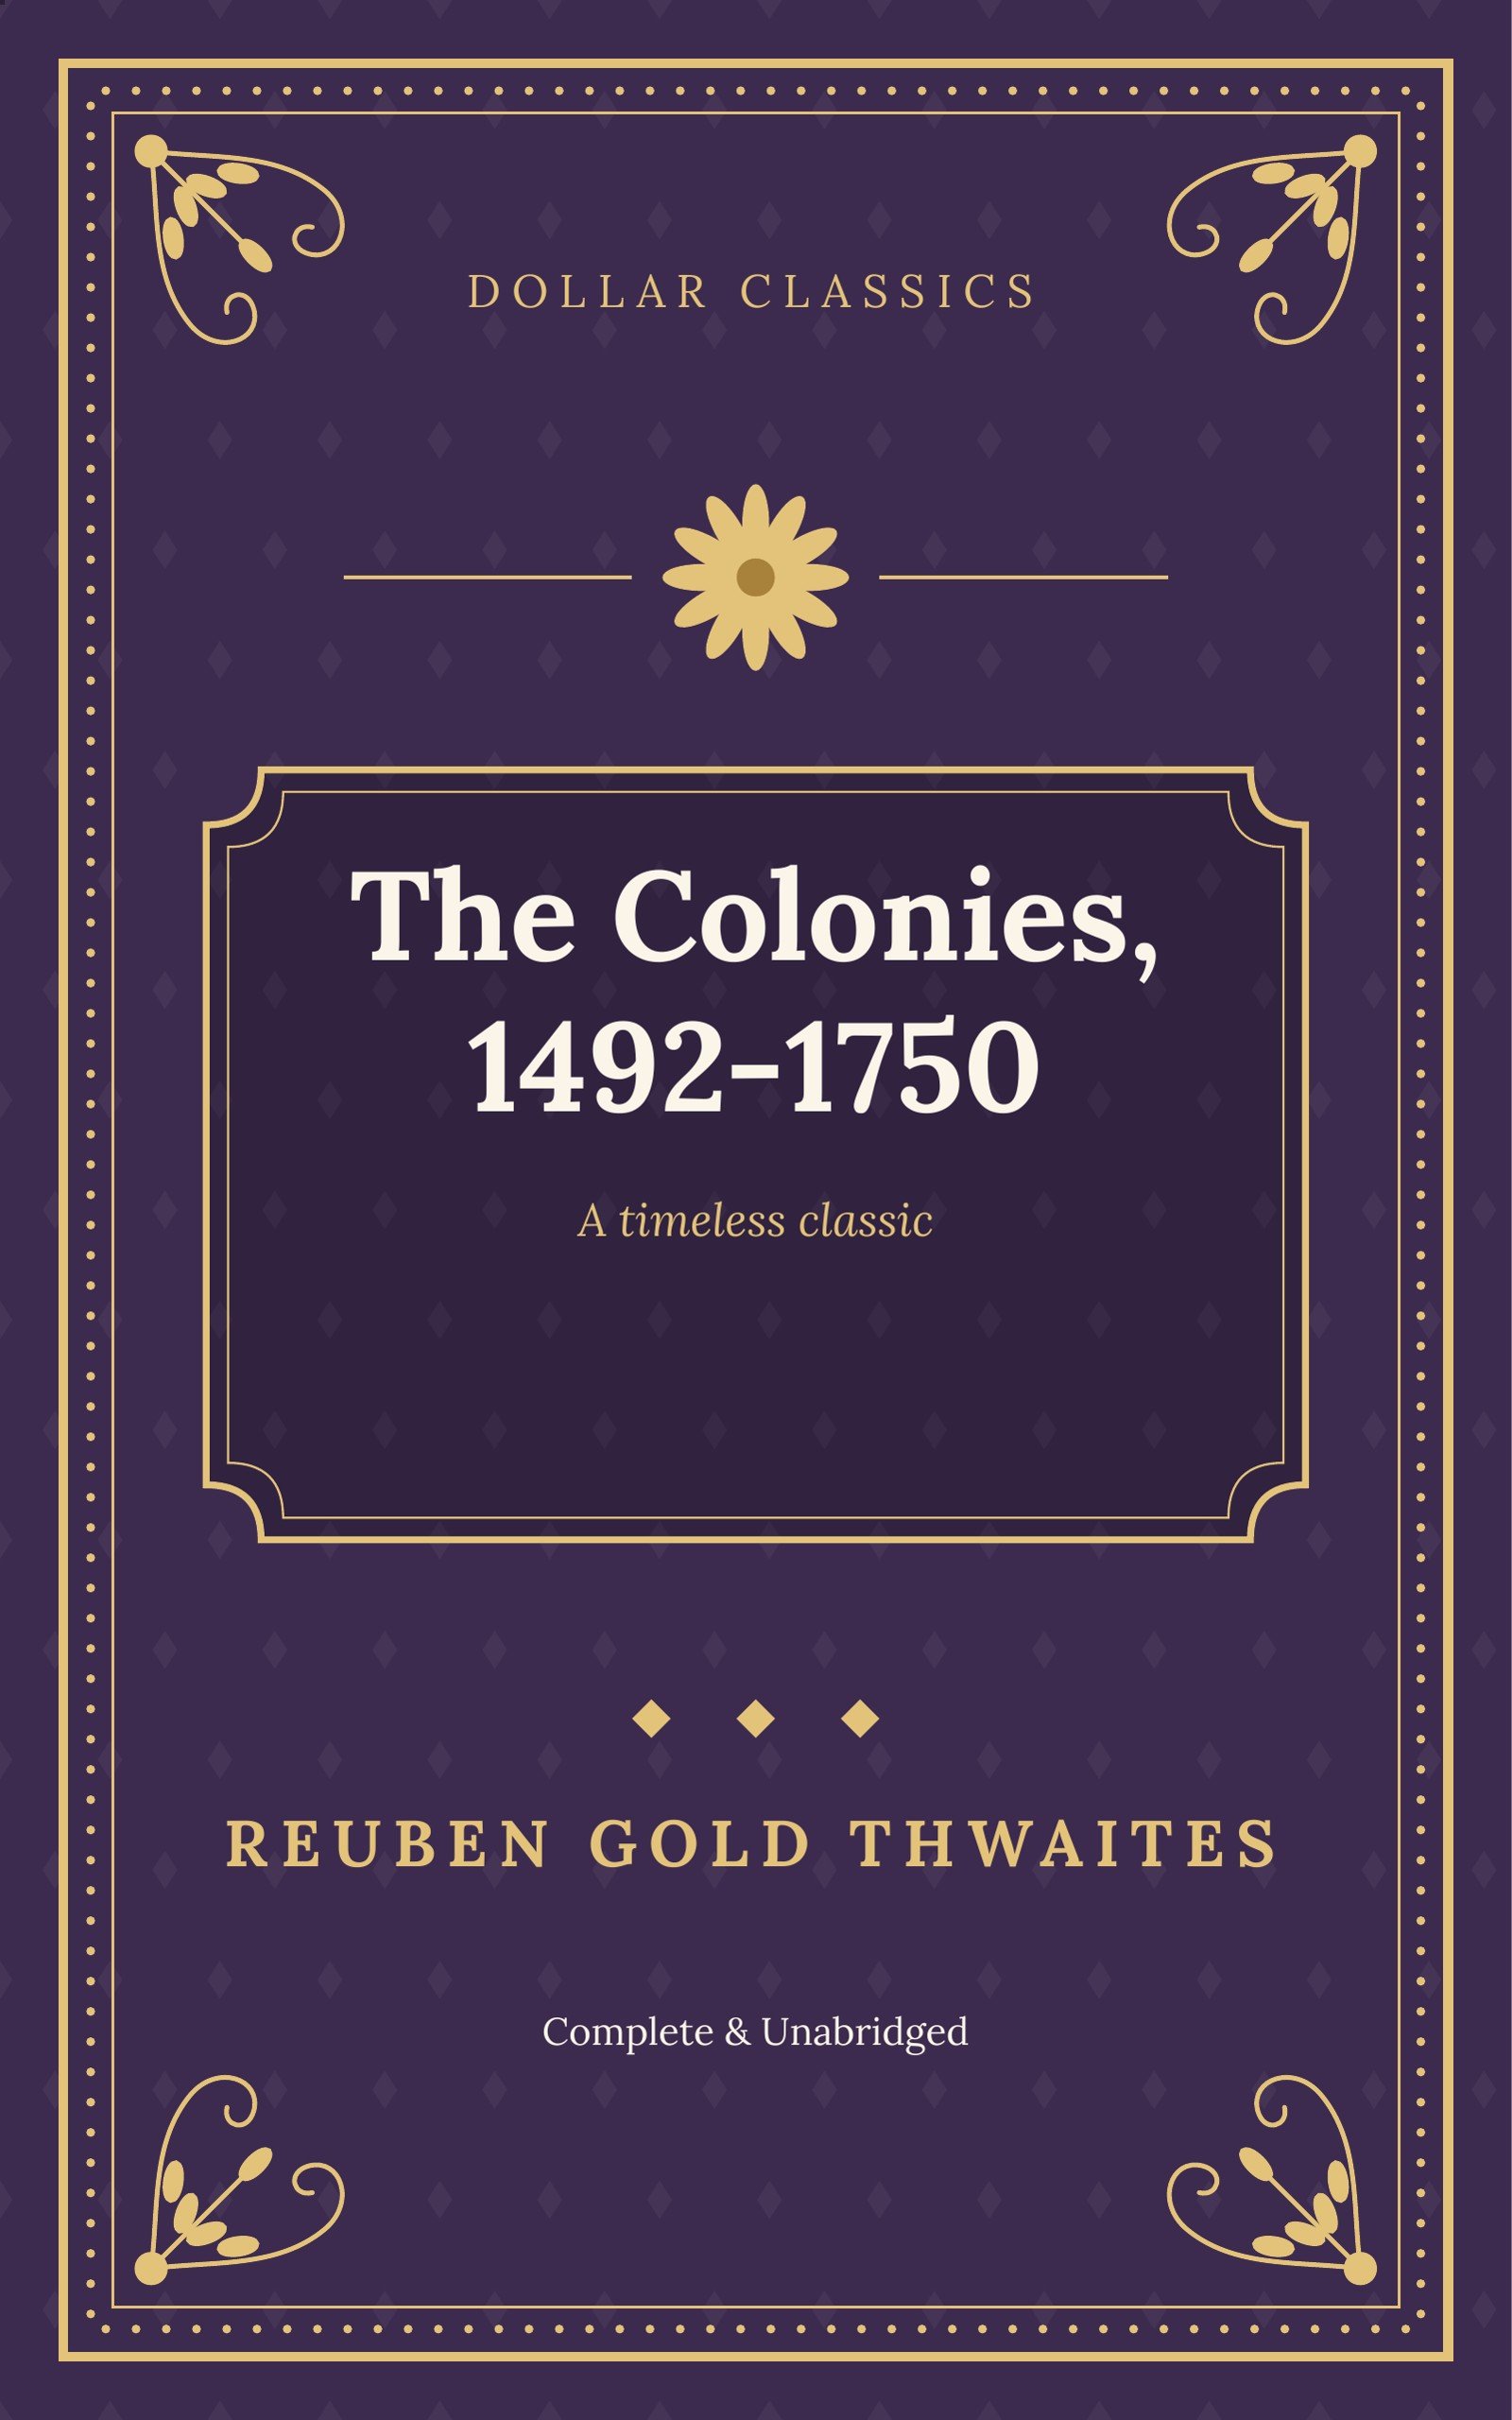 DOLLAR CLASSICS
The Colonies,
1492–1750
A timeless classic
REUBEN GOLD THWAITES
Complete & Unabridged